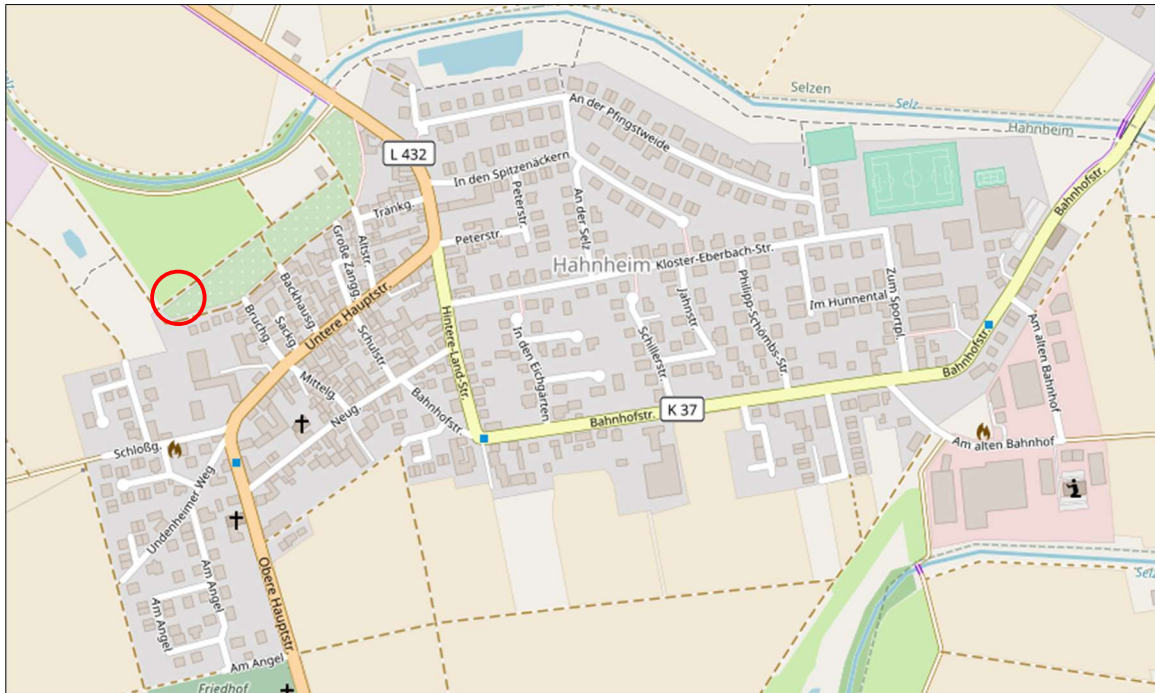 Selzen
Selz
Hahnheim
An der Pfingstweide
L 432
In den Spitzenäckern
Bahnhofstr.
Tränkg.
Peterstr.
An der Selz
Große Zangg.
Altstr.
Peterstr.
Kloster-Eberbach-Str.
Hahnheim
Backhausg.
Jahnstr.
Philipp-Schömbs-Str.
Zum Sportpl.
Im Hunnental
Untere Hauptstr.
Hintere-Land-Str.
Bruchg.
Sackg.
Schulstr.
In den Eichgärten
Schillerstr.
Bahnhofstr.
Am alten Bahnhof
Mittelg.
Neug.
Bahnhofstr.
Bahnhofstr.
K 37
Schloßg.
Am alten Bahnhof
Undenheimer Weg
Obere Hauptstr.
Am Angel
Am Angel
Am Angel
Friedhof
Selz